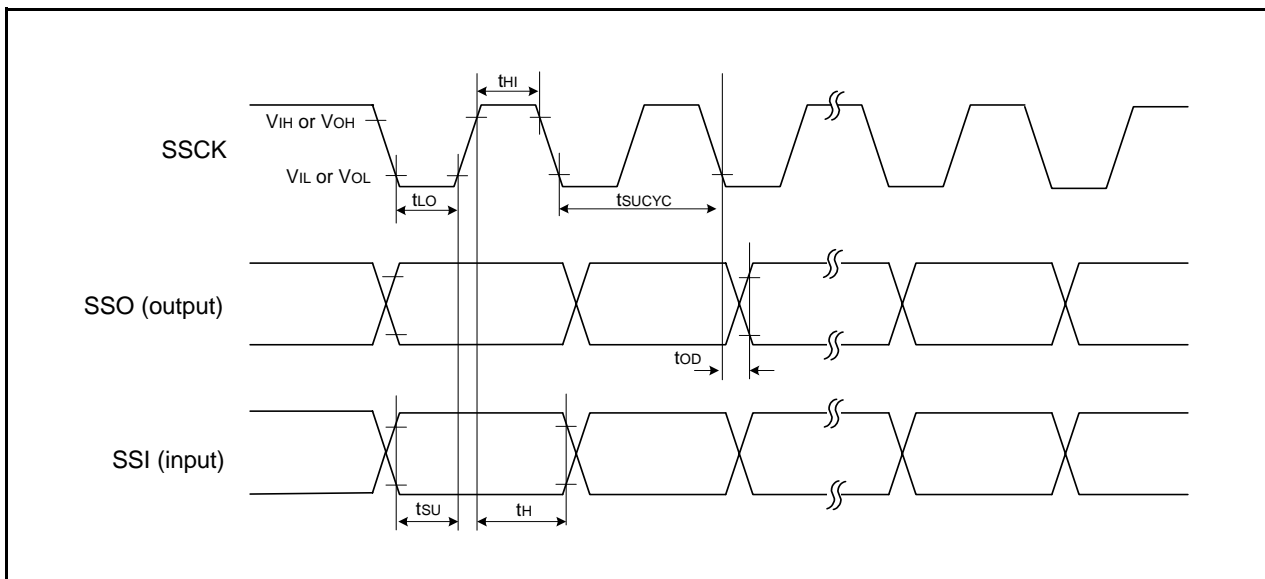 tHI
VIH or VOH
SSCK
VIL or VOL
tLO
tSUCYC
SSO (output)
tOD
SSI (input)
tSU
tH